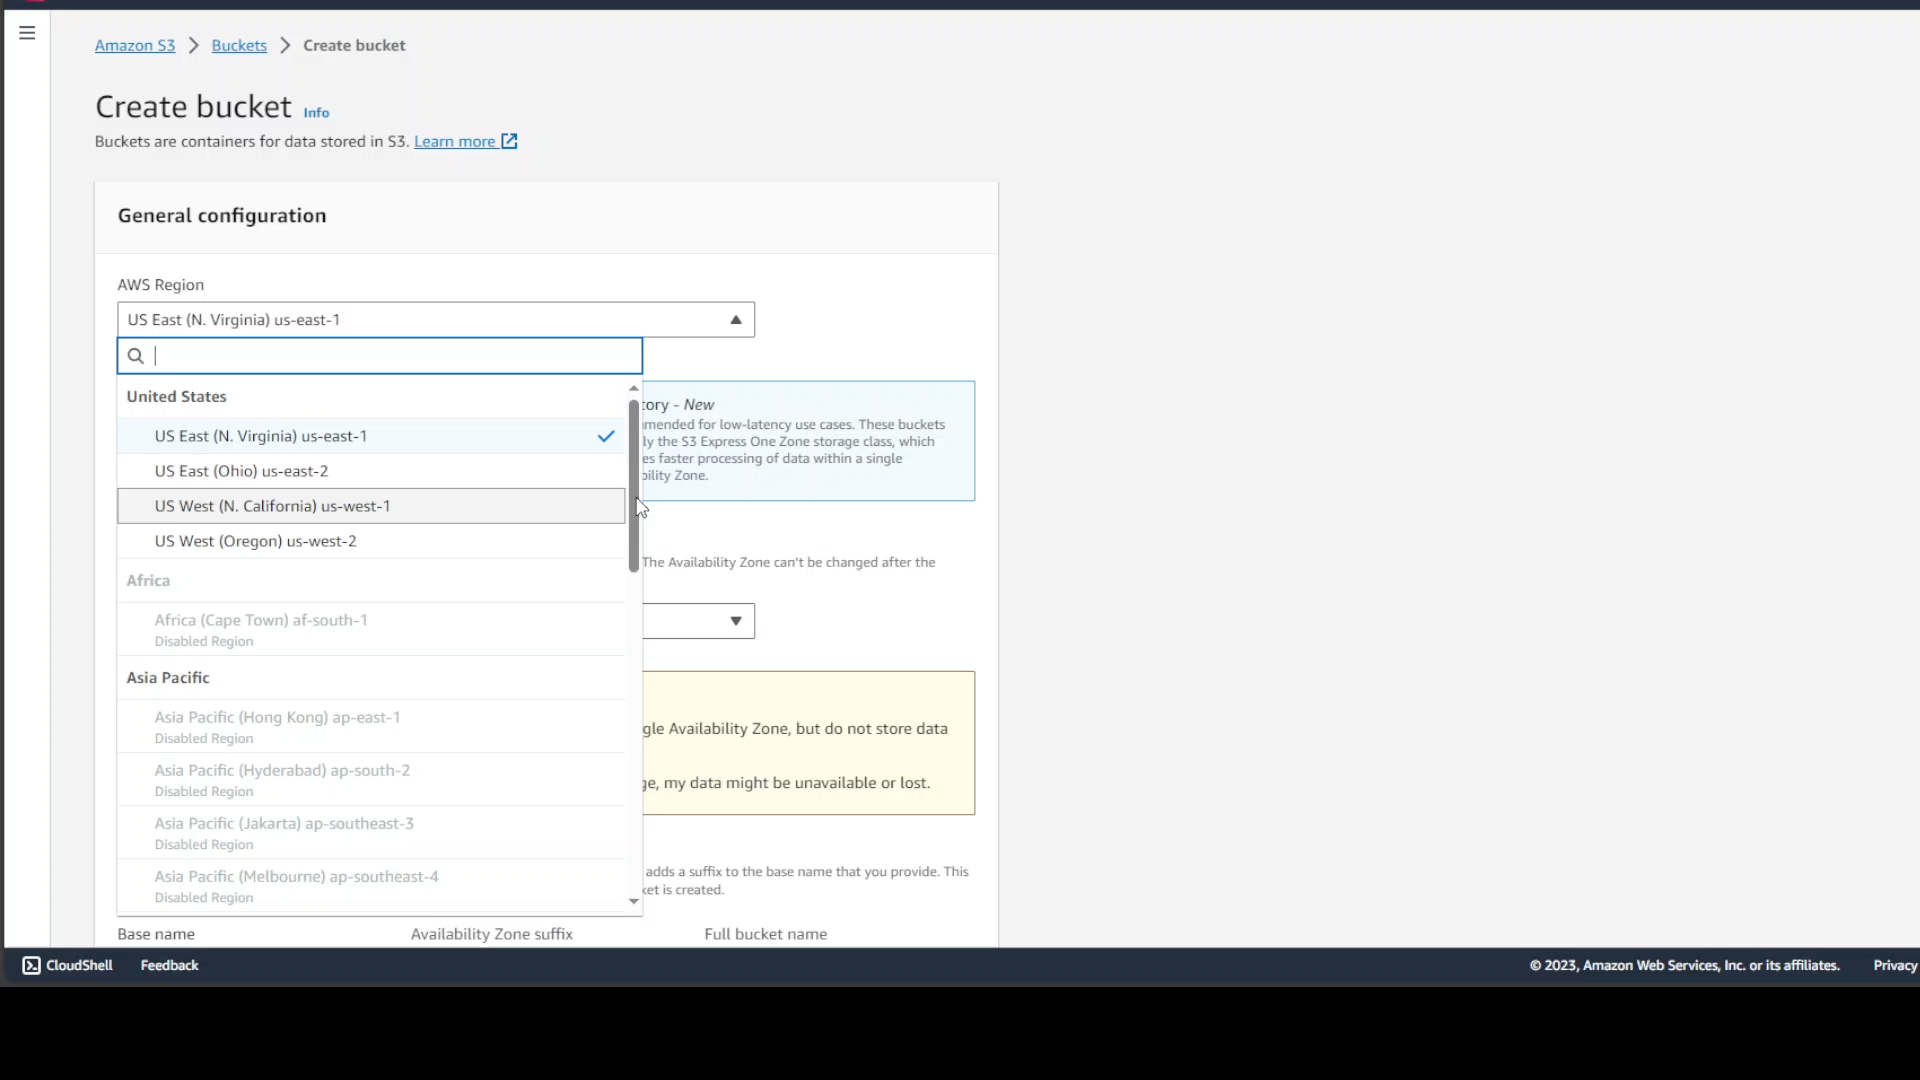 Amazon S3 > Buckets > Create bucket
Create bucket Info
Buckets are containers for data stored in S3. Learn more
General configuration
AWS Region
US East (N. Virginia) us-east-1
United States
US East (N. Virginia) us-east-1
US East (Ohio) us-east-2
US West (N. California) us-west-1
US West (Oregon) us-west-2
Africa
Africa (Cape Town) af-south-1
Disabled Region
Asia Pacific
Asia Pacific (Hong Kong) ap-east-1
Disabled Region
Asia Pacific (Hyderabad) ap-south-2
Disabled Region
Asia Pacific (Jakarta) ap-southeast-3
Disabled Region
Asia Pacific (Melbourne) ap-southeast-4
Disabled Region
- New
for low-latency use cases. These buckets
the S3 Express One Zone storage class, which
faster processing of data within a single
Zone.
The Availability Zone can't be changed after the
Availability Zone, but do not store data
my data might be unavailable or lost.
adds a suffix to the base name that you provide. This
is created.
Base name Availability Zone suffix Full bucket name
CloudShell Feedback © 2023, Amazon Web Services, Inc. or its affiliates. Privacy